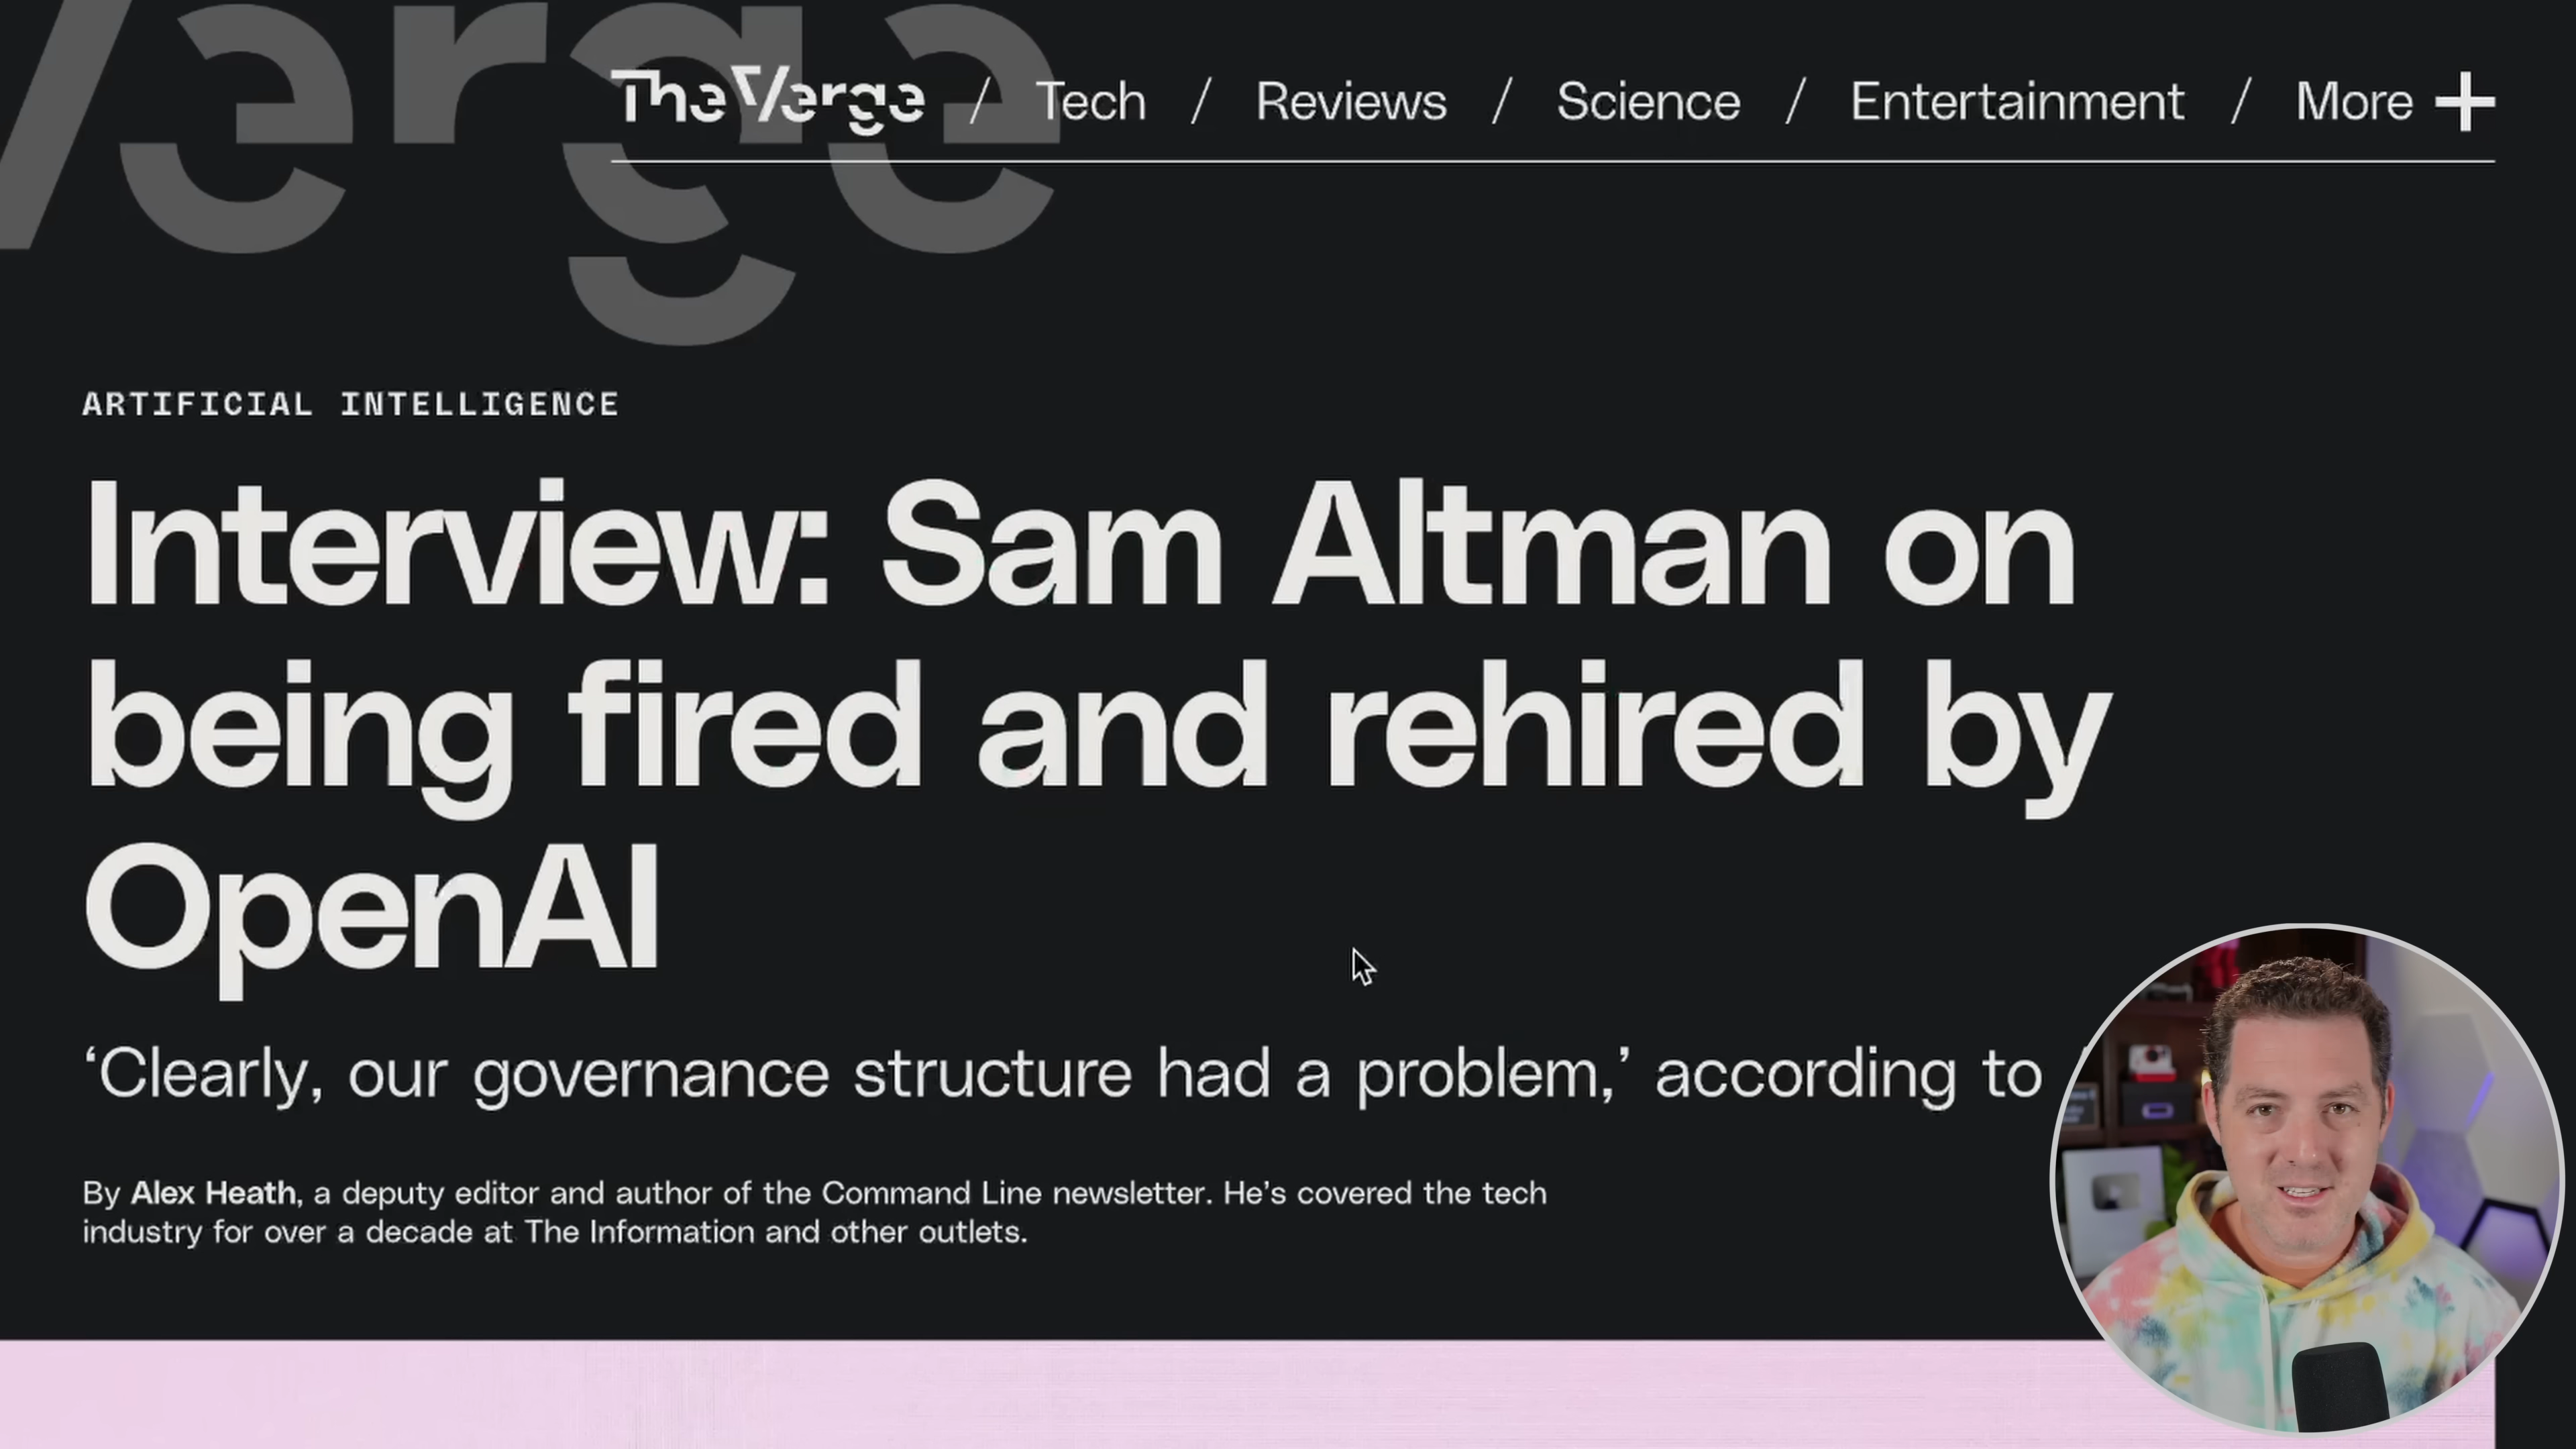 Verge
The Verge / Tech / Reviews / Science / Entertainment / More +
ARTIFICIAL INTELLIGENCE
Interview: Sam Altman on
being fired and rehired by
OpenAI
‘Clearly, our governance structure had a problem,’ according to
By Alex Heath, a deputy editor and author of the Command Line newsletter. He’s covered the tech
industry for over a decade at The Information and other outlets.